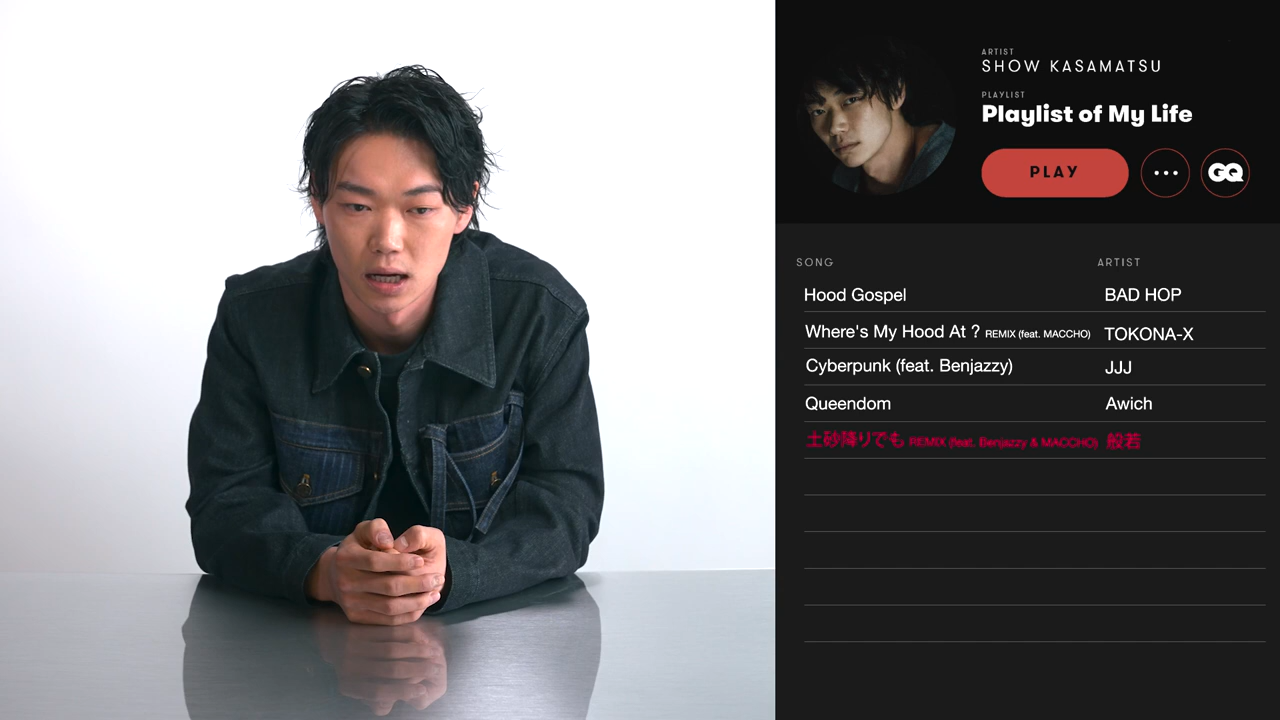 ARTIST
SHOW KASAMATSU
PLAYLIST
Playlist of My Life
PLAY
GQ
SONG ARTIST
Hood Gospel BAD HOP
Where's My Hood At ? REMIX (feat. MACCHO) TOKONA-X
Cyberpunk (feat. Benjazzy) JJJ
Queendom Awich
土砂降りでも REMIX (feat. Benjazzy & MACCHO) 般若